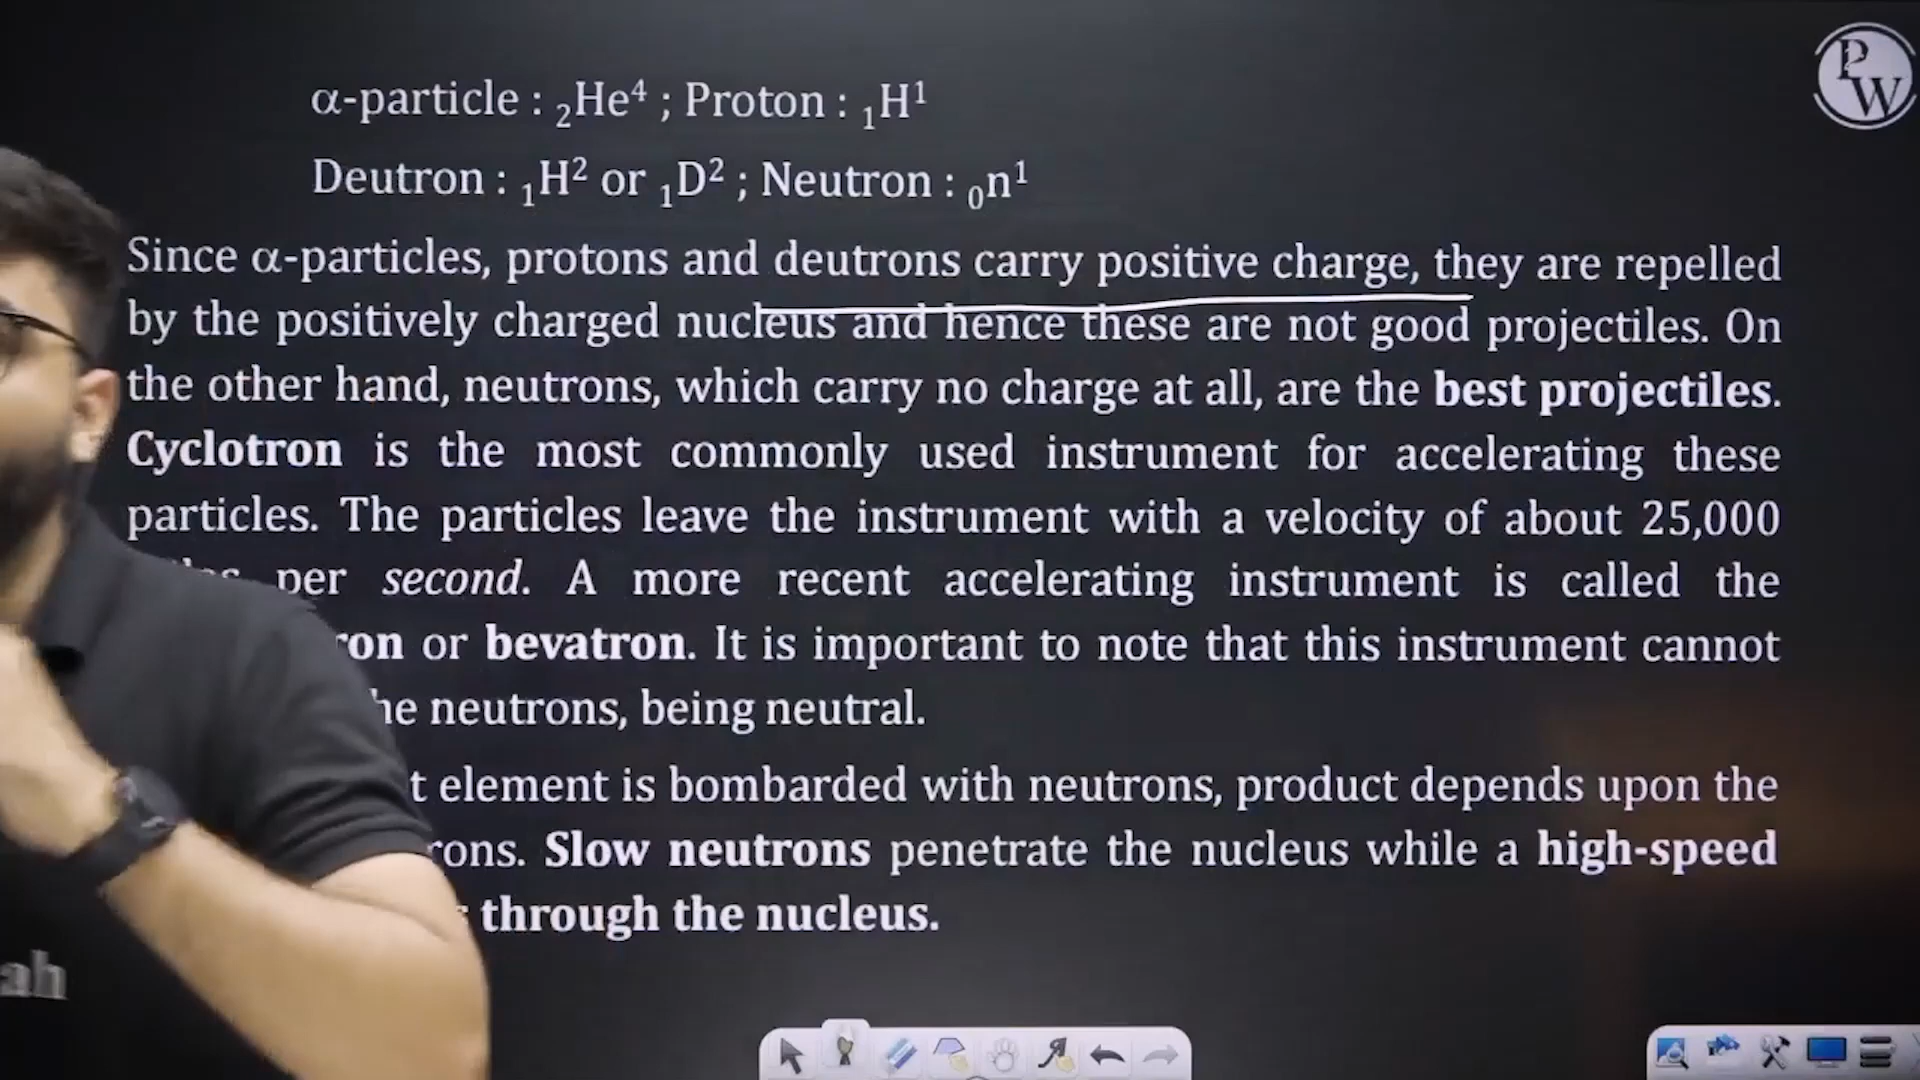 α-particle : ₂He⁴ ; Proton : ₁H¹
PW
Deutron : ₁H² or ₁D² ; Neutron : ₀n¹
Since α-particles, protons and deutrons carry positive charge, they are repelled
by the positively charged nucleus and hence these are not good projectiles. On
the other hand, neutrons, which carry no charge at all, are the best projectiles.
Cyclotron is the most commonly used instrument for accelerating these
particles. The particles leave the instrument with a velocity of about 25,000
per second. A more recent accelerating instrument is called the
or bevatron. It is important to note that this instrument cannot
neutrons, being neutral.
element is bombarded with neutrons, product depends upon the
Slow neutrons penetrate the nucleus while a high-speed
through the nucleus.
ah